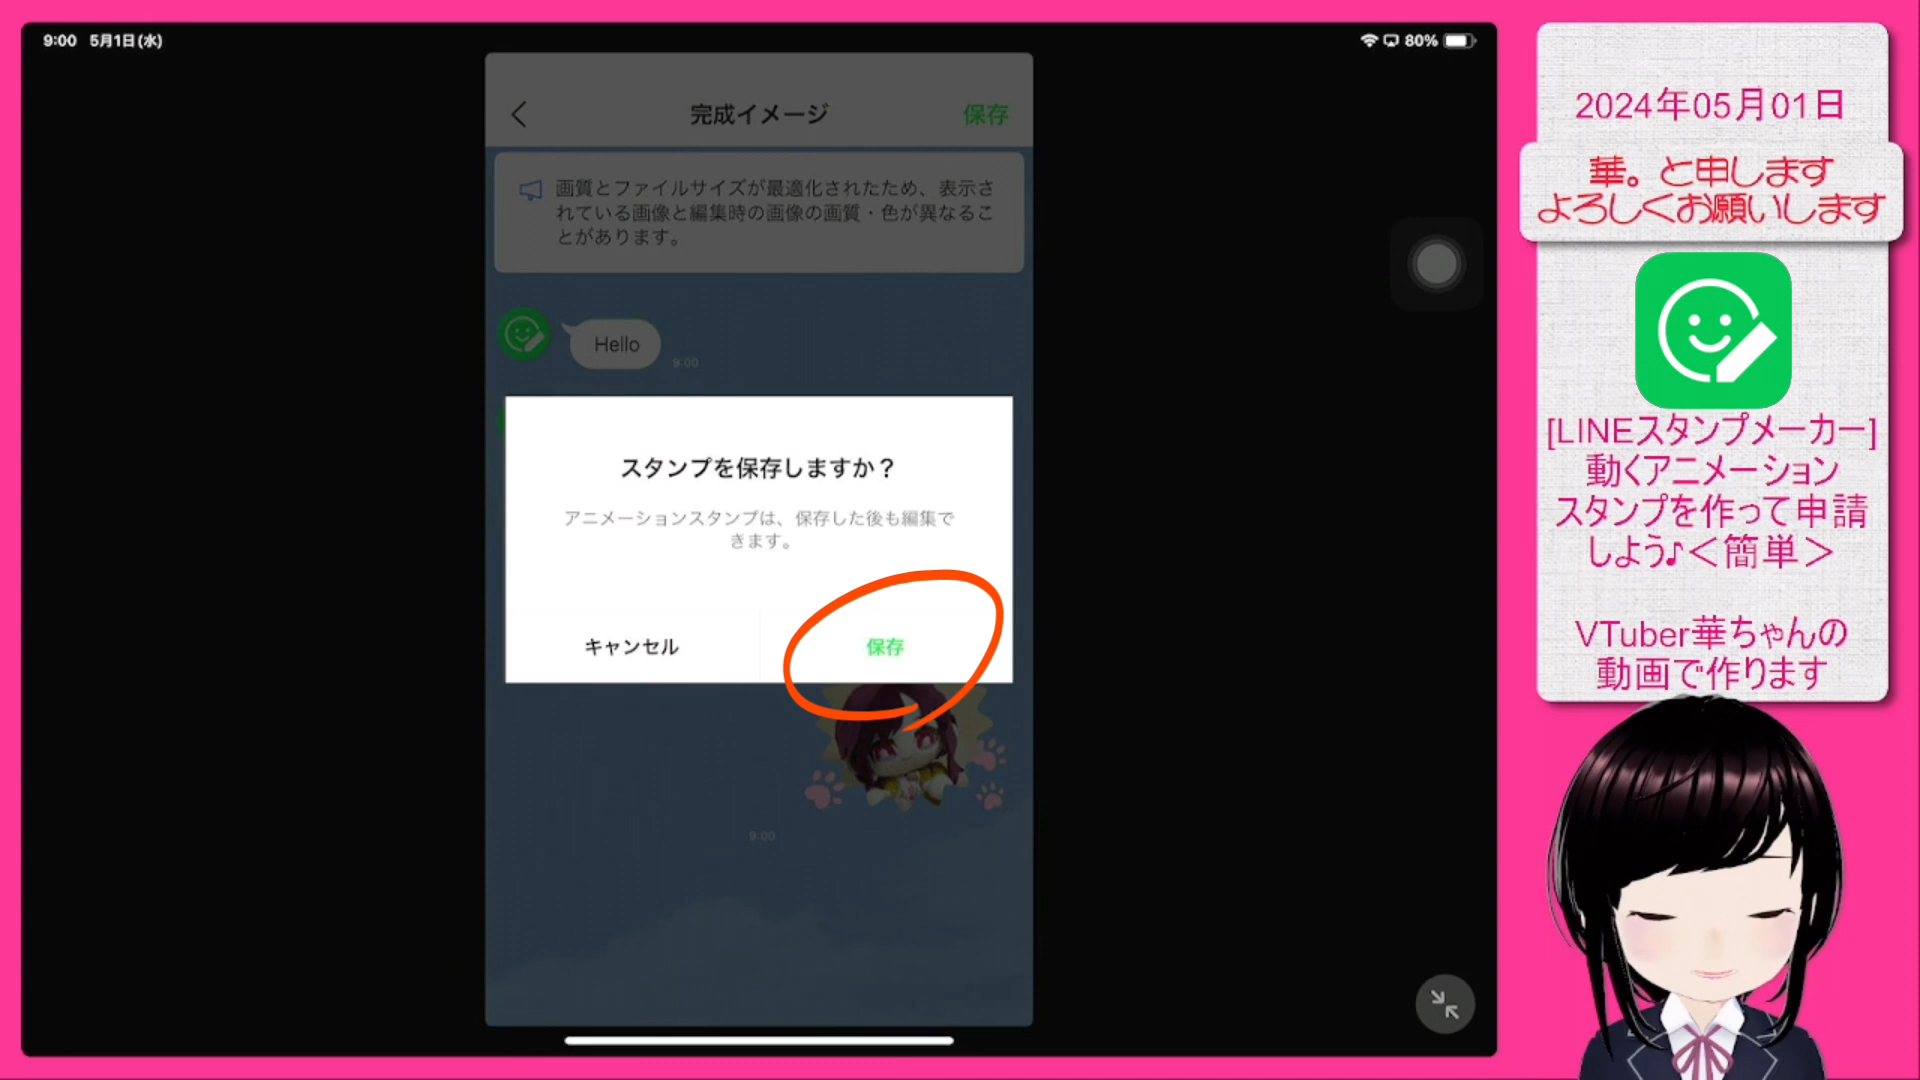 9:00 5月1日(水)
80%
完成イメージ
保存
画質とファイルサイズが最適化されたため、表示さ
れている画像と編集時の画像の画質・色が異なるこ
とがあります。
Hello
9:00
スタンプを保存しますか？
アニメーションスタンプは、保存した後も編集で
きます。
キャンセル
保存
9:00
2024年05月01日
華。と申します
よろしくお願いします
[LINEスタンプメーカー]
動くアニメーション
スタンプを作って申請
しよう♪＜簡単＞
VTuber華ちゃんの
動画で作ります